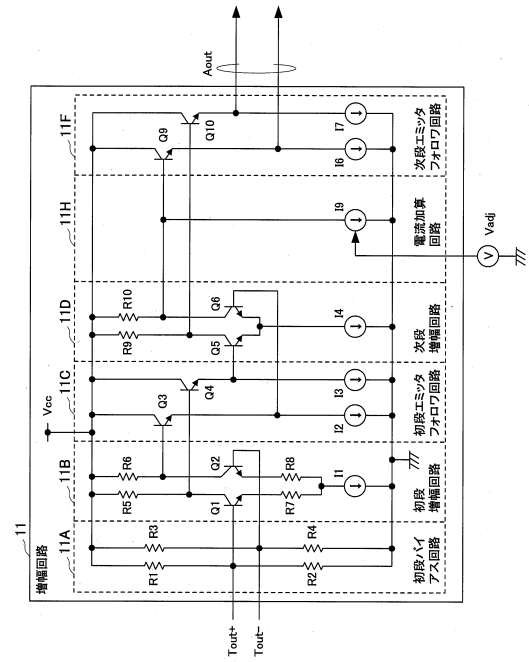 11
増幅回路
11A
11B
11C
11D
11H
11F
Vcc
R1
R3
R5
R6
Q3
Q4
R9
R10
Q9
Q10
Aout
Tout+
Tout-
Q1
Q2
Q5
Q6
R2
R4
R7
R8
I1
I2
I3
I4
I9
I6
I7
初段バイ
アス回路
初段
増幅回路
初段エミッタ
フォロワ回路
次段
増幅回路
電流加算
回路
次段エミッタ
フォロワ回路
V
Vadj